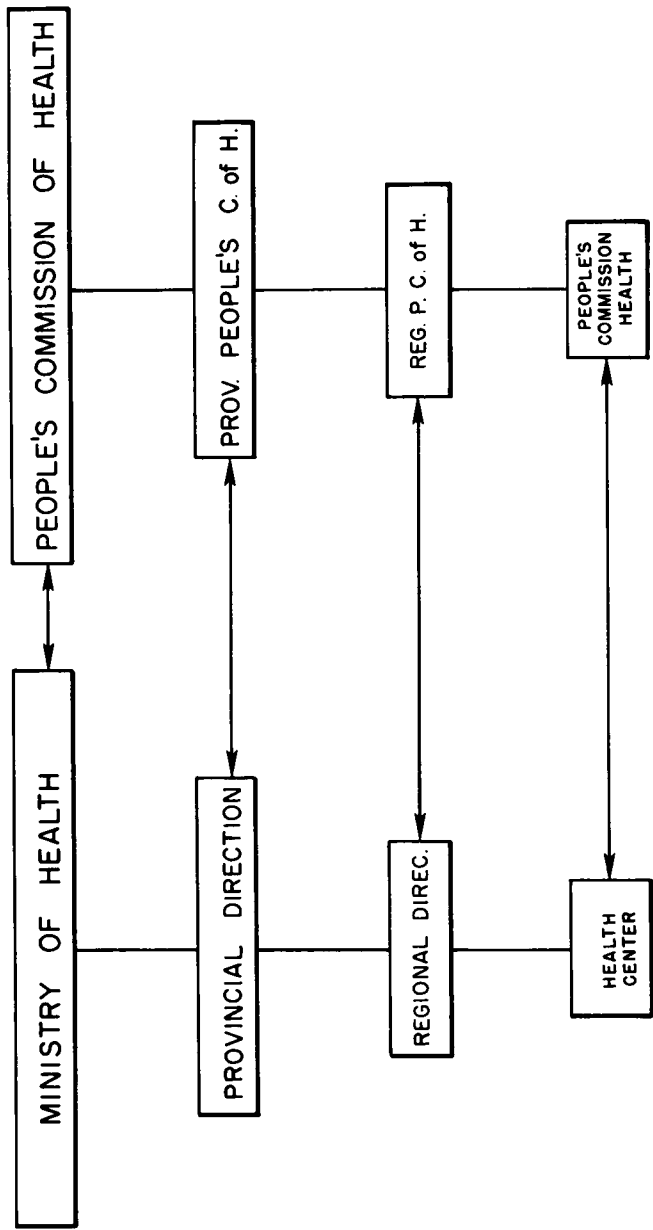 MINISTRY OF HEALTH
PEOPLE'S COMMISSION OF HEALTH
PROVINCIAL DIRECTION
PROV. PEOPLE'S C. of H.
REGIONAL DIREC.
REG. P. C. of H.
HEALTH
CENTER
PEOPLE'S
COMMISSION
HEALTH